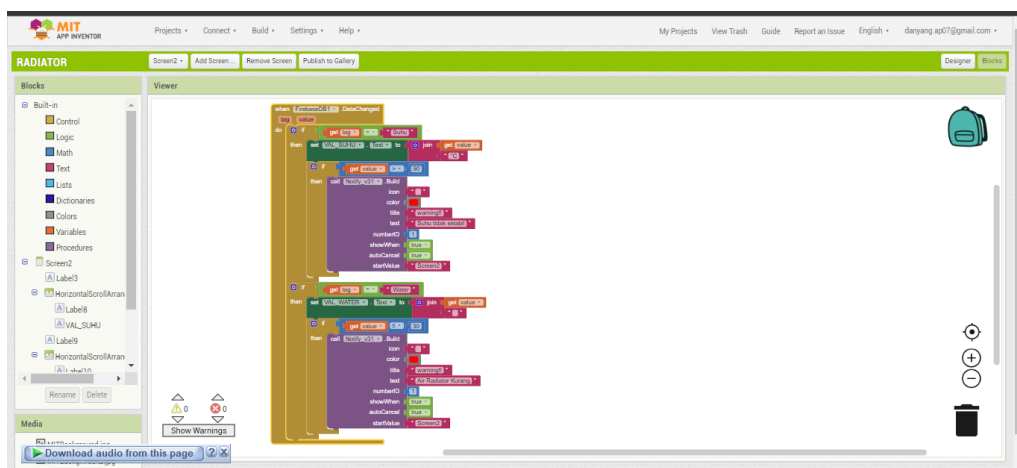 MIT
APP INVENTOR
Projects Connect Build Settings Help My Projects View Trash Guide Report an Issue English danyang.ap07@gmail.com
RADIATOR Screen2 Add Screen ... Remove Screen Publish to Gallery Designer Blocks
Blocks Viewer
Built-in
Control
Logic
Math
Text
Lists
Dictionaries
Colors
Variables
Procedures
Screen2
Label3
HorizontalScrollArran
Label8
VAL_SUHU
Label9
HorizontalScrollArran
Label10
Rename Delete
Media
when FirebaseDB1 .DataChanged
tag value
do if get tag = " Suhu "
then set VAL_SUHU . Text to join get value
" °C "
if get value >
then call Notify_v31 .Build
icon " "
color
title " warning!! "
text
numberID 1
showWhen true
autoCancel true
startValue " Screen2 "
if get tag = " Water "
then set VAL_WATER . Text to join get value
" "
if get value ≤ 30
then call Notify_v31 .Build
icon " "
color
title " warning!! "
text " Air Radiator Kurang "
numberID 1
showWhen true
autoCancel true
startValue " Screen2 "
0 0
Show Warnings
Download audio from this page ? X